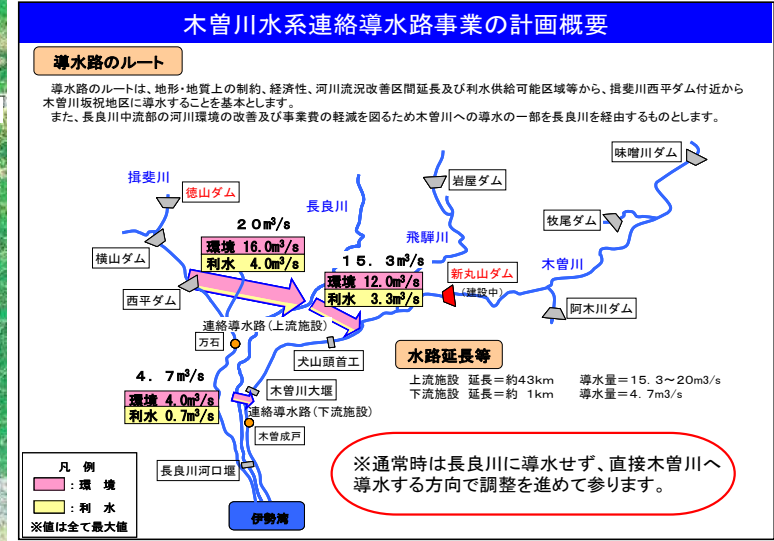 木曽川水系連絡導水路事業の計画概要
導水路のルート
導水路のルートは、地形・地質上の制約、経済性、河川流況改善区間延長及び利水供給可能区域等から、揖斐川西平ダム付近から
木曽川坂祝地区に導水することを基本とします。
また、長良川中流部の河川環境の改善及び事業費の軽減を図るため木曽川への導水の一部を長良川を経由するものとします。
味噌川ダム
岩屋ダム
揖斐川
徳山ダム
長良川
牧尾ダム
20m³/s
飛騨川
環境 16.0m³/s
利水 4.0m³/s
横山ダム
15.3m³/s
木曽川
環境 12.0m³/s
利水 3.3m³/s
新丸山ダム
(建設中)
西平ダム
阿木川ダム
連絡導水路(上流施設)
万石
犬山頭首工
水路延長等
上流施設 延長=約43km 導水量=15.3~20m3/s
下流施設 延長=約 1km 導水量=4.7m3/s
4.7m³/s
環境 4.0m³/s
利水 0.7m³/s
木曽川大堰
連絡導水路(下流施設)
木曽成戸
長良川河口堰
※通常時は長良川に導水せず、直接木曽川へ
導水する方向で調整を進めて参ります。
凡 例
:環 境
:利 水
※値は全て最大値
伊勢湾